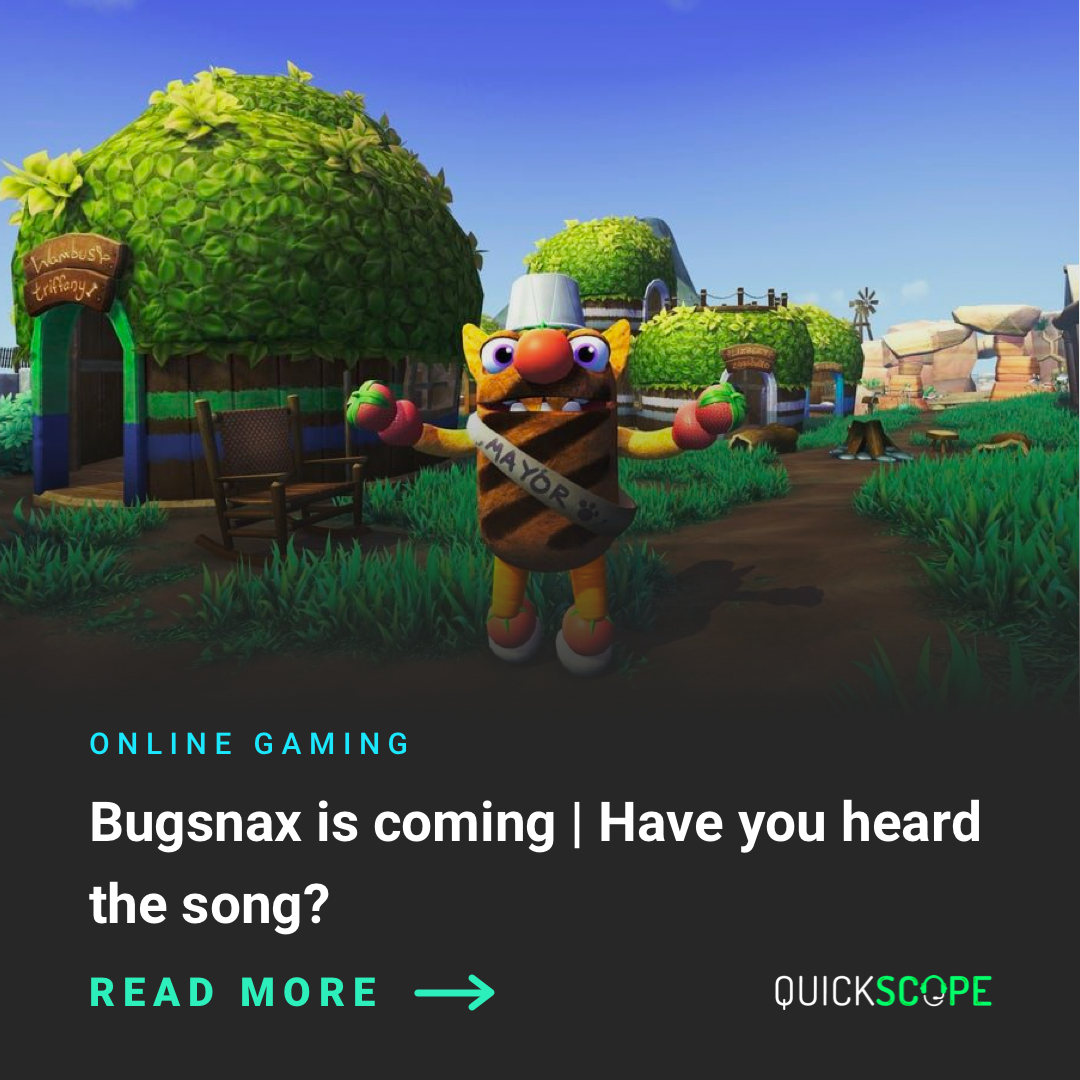 Wambus &
triffany
MAYOR
ONLINE GAMING
Bugsnax is coming | Have you heard
the song?
READ MORE
QUICKSCOPE